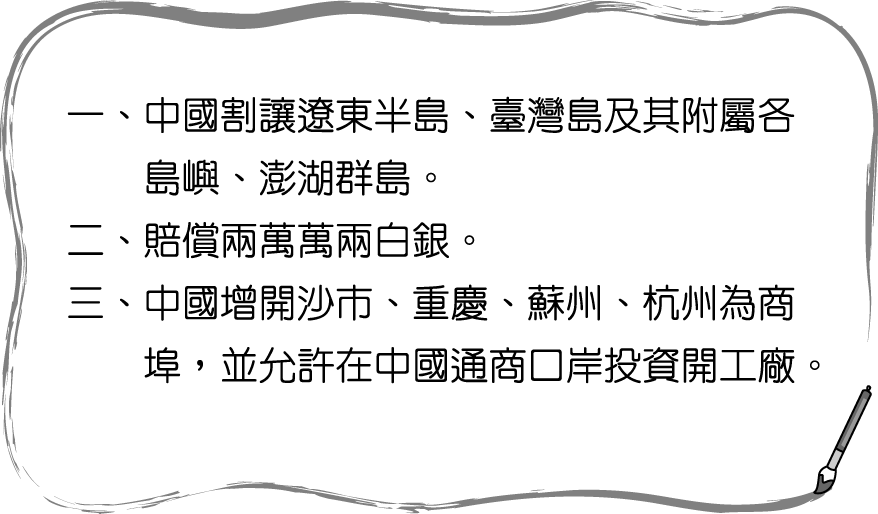 一、中國割讓遼東半島、臺灣島及其附屬各
島嶼、澎湖群島。
二、賠償兩萬萬兩白銀。
三、中國增開沙市、重慶、蘇州、杭州為商
埠，並允許在中國通商口岸投資開工廠。